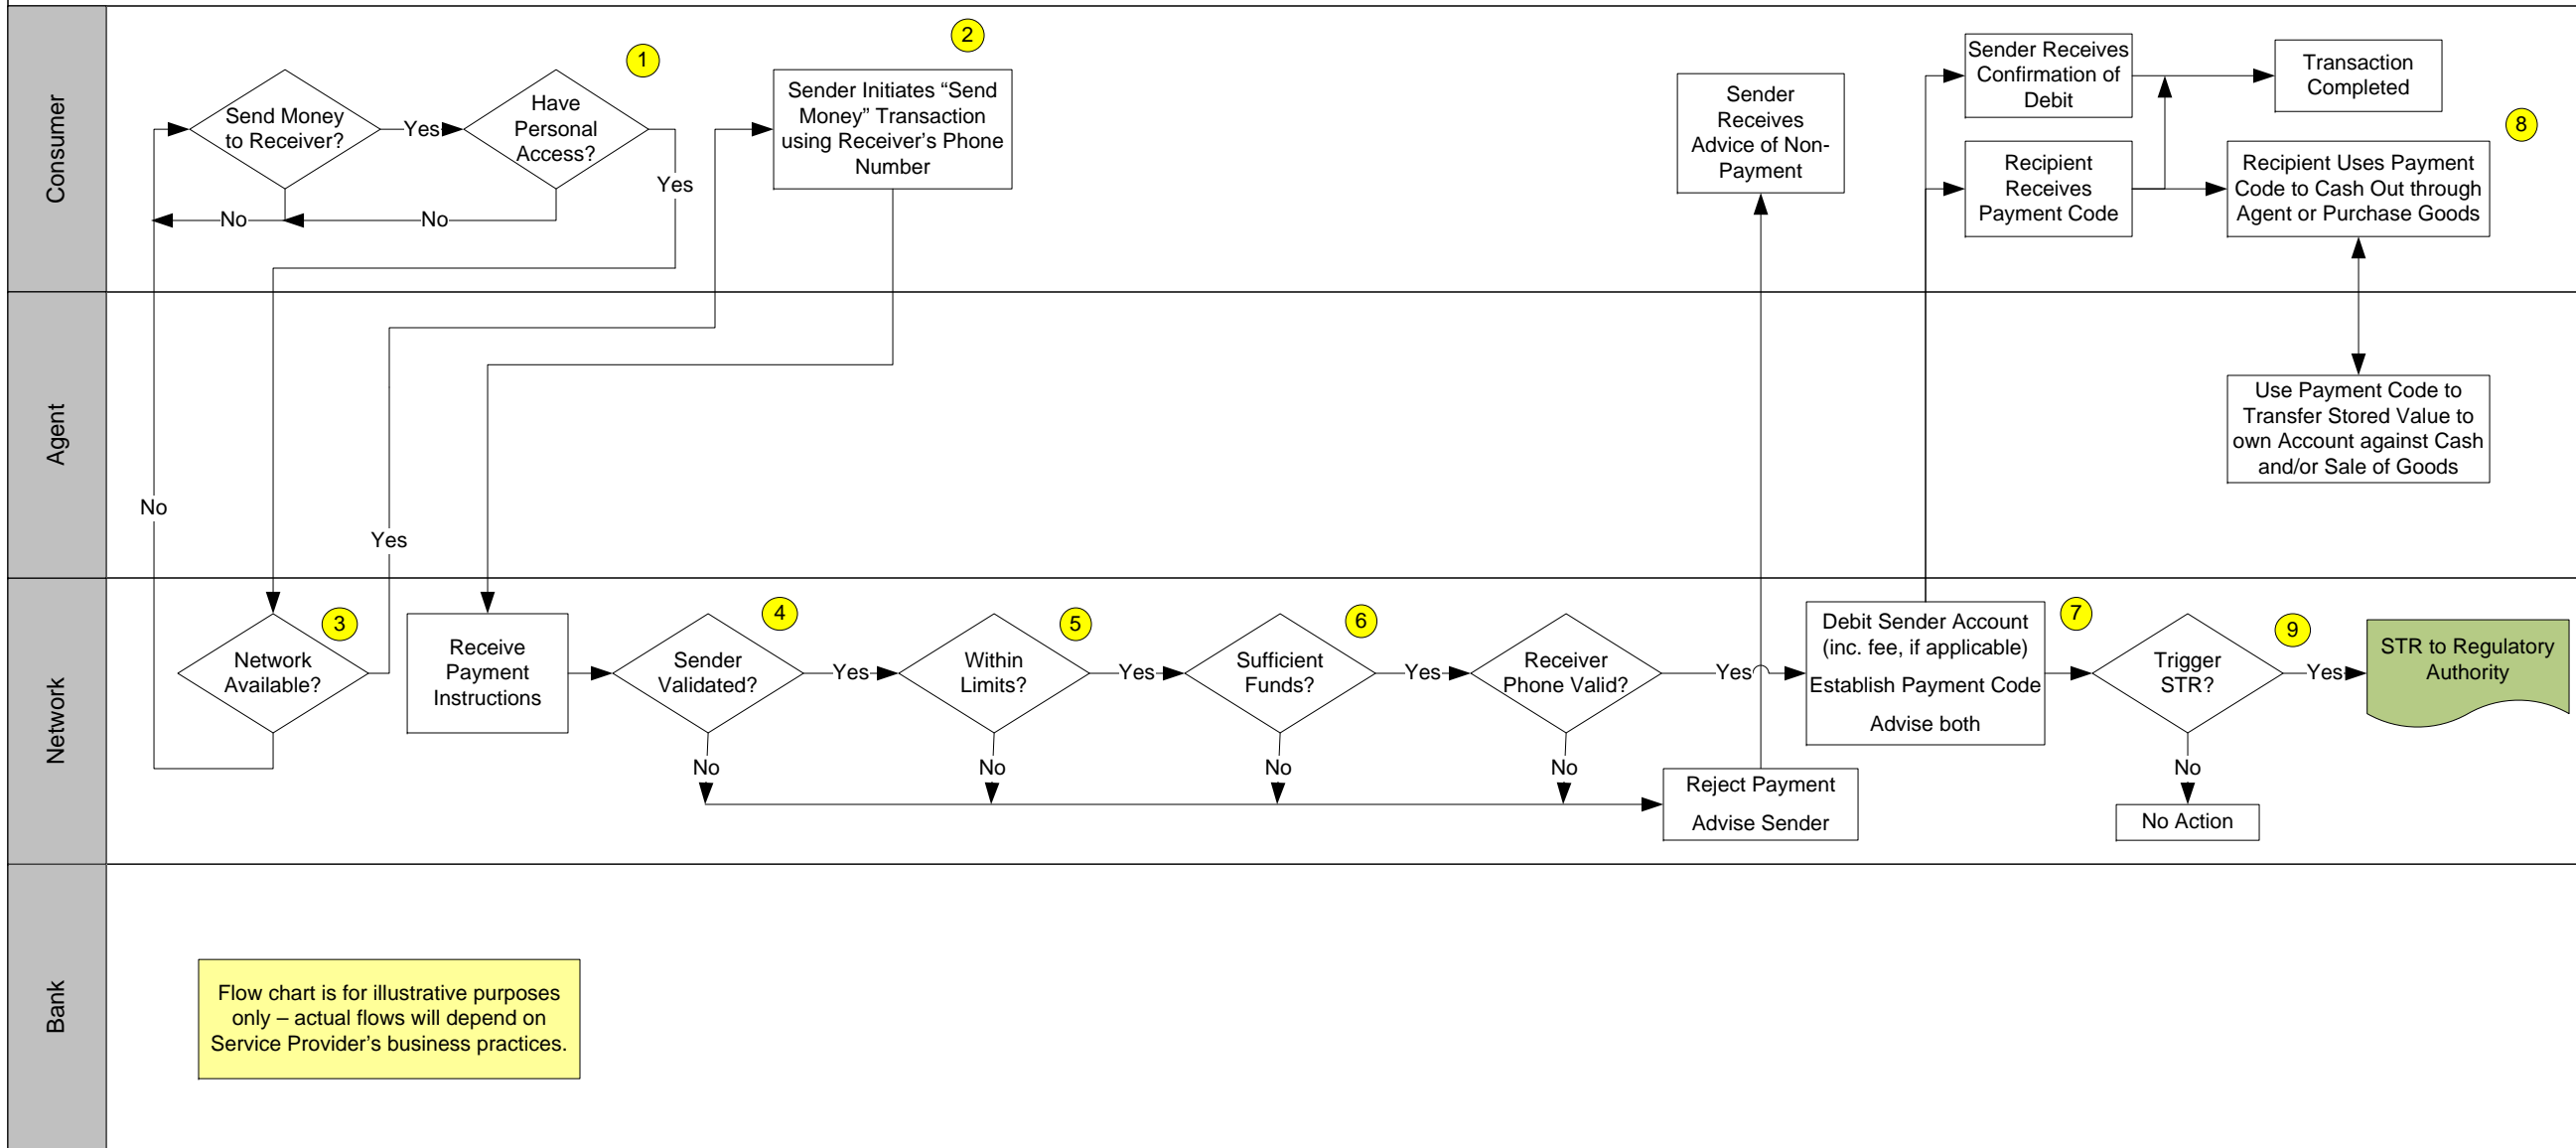 Consumer
1
2
Send Money
to Receiver?
Yes
Have
Personal
Access?
Yes
No
No
Sender Initiates “Send
Money” Transaction
using Receiver’s Phone
Number
Sender
Receives
Advice of Non-
Payment
Sender Receives
Confirmation of
Debit
Transaction
Completed
8
Recipient
Receives
Payment Code
Recipient Uses Payment
Code to Cash Out through
Agent or Purchase Goods
Agent
No
Yes
Use Payment Code to
Transfer Stored Value to
own Account against Cash
and/or Sale of Goods
Network
3
Network
Available?
Receive
Payment
Instructions
4
Sender
Validated?
Yes
No
5
Within
Limits?
Yes
No
6
Sufficient
Funds?
Yes
No
Receiver
Phone Valid?
Yes
No
Reject Payment
Advise Sender
7
Debit Sender Account
(inc. fee, if applicable)
Establish Payment Code
Advise both
9
Trigger
STR?
Yes
No
No Action
STR to Regulatory
Authority
Bank
Flow chart is for illustrative purposes
only – actual flows will depend on
Service Provider’s business practices.